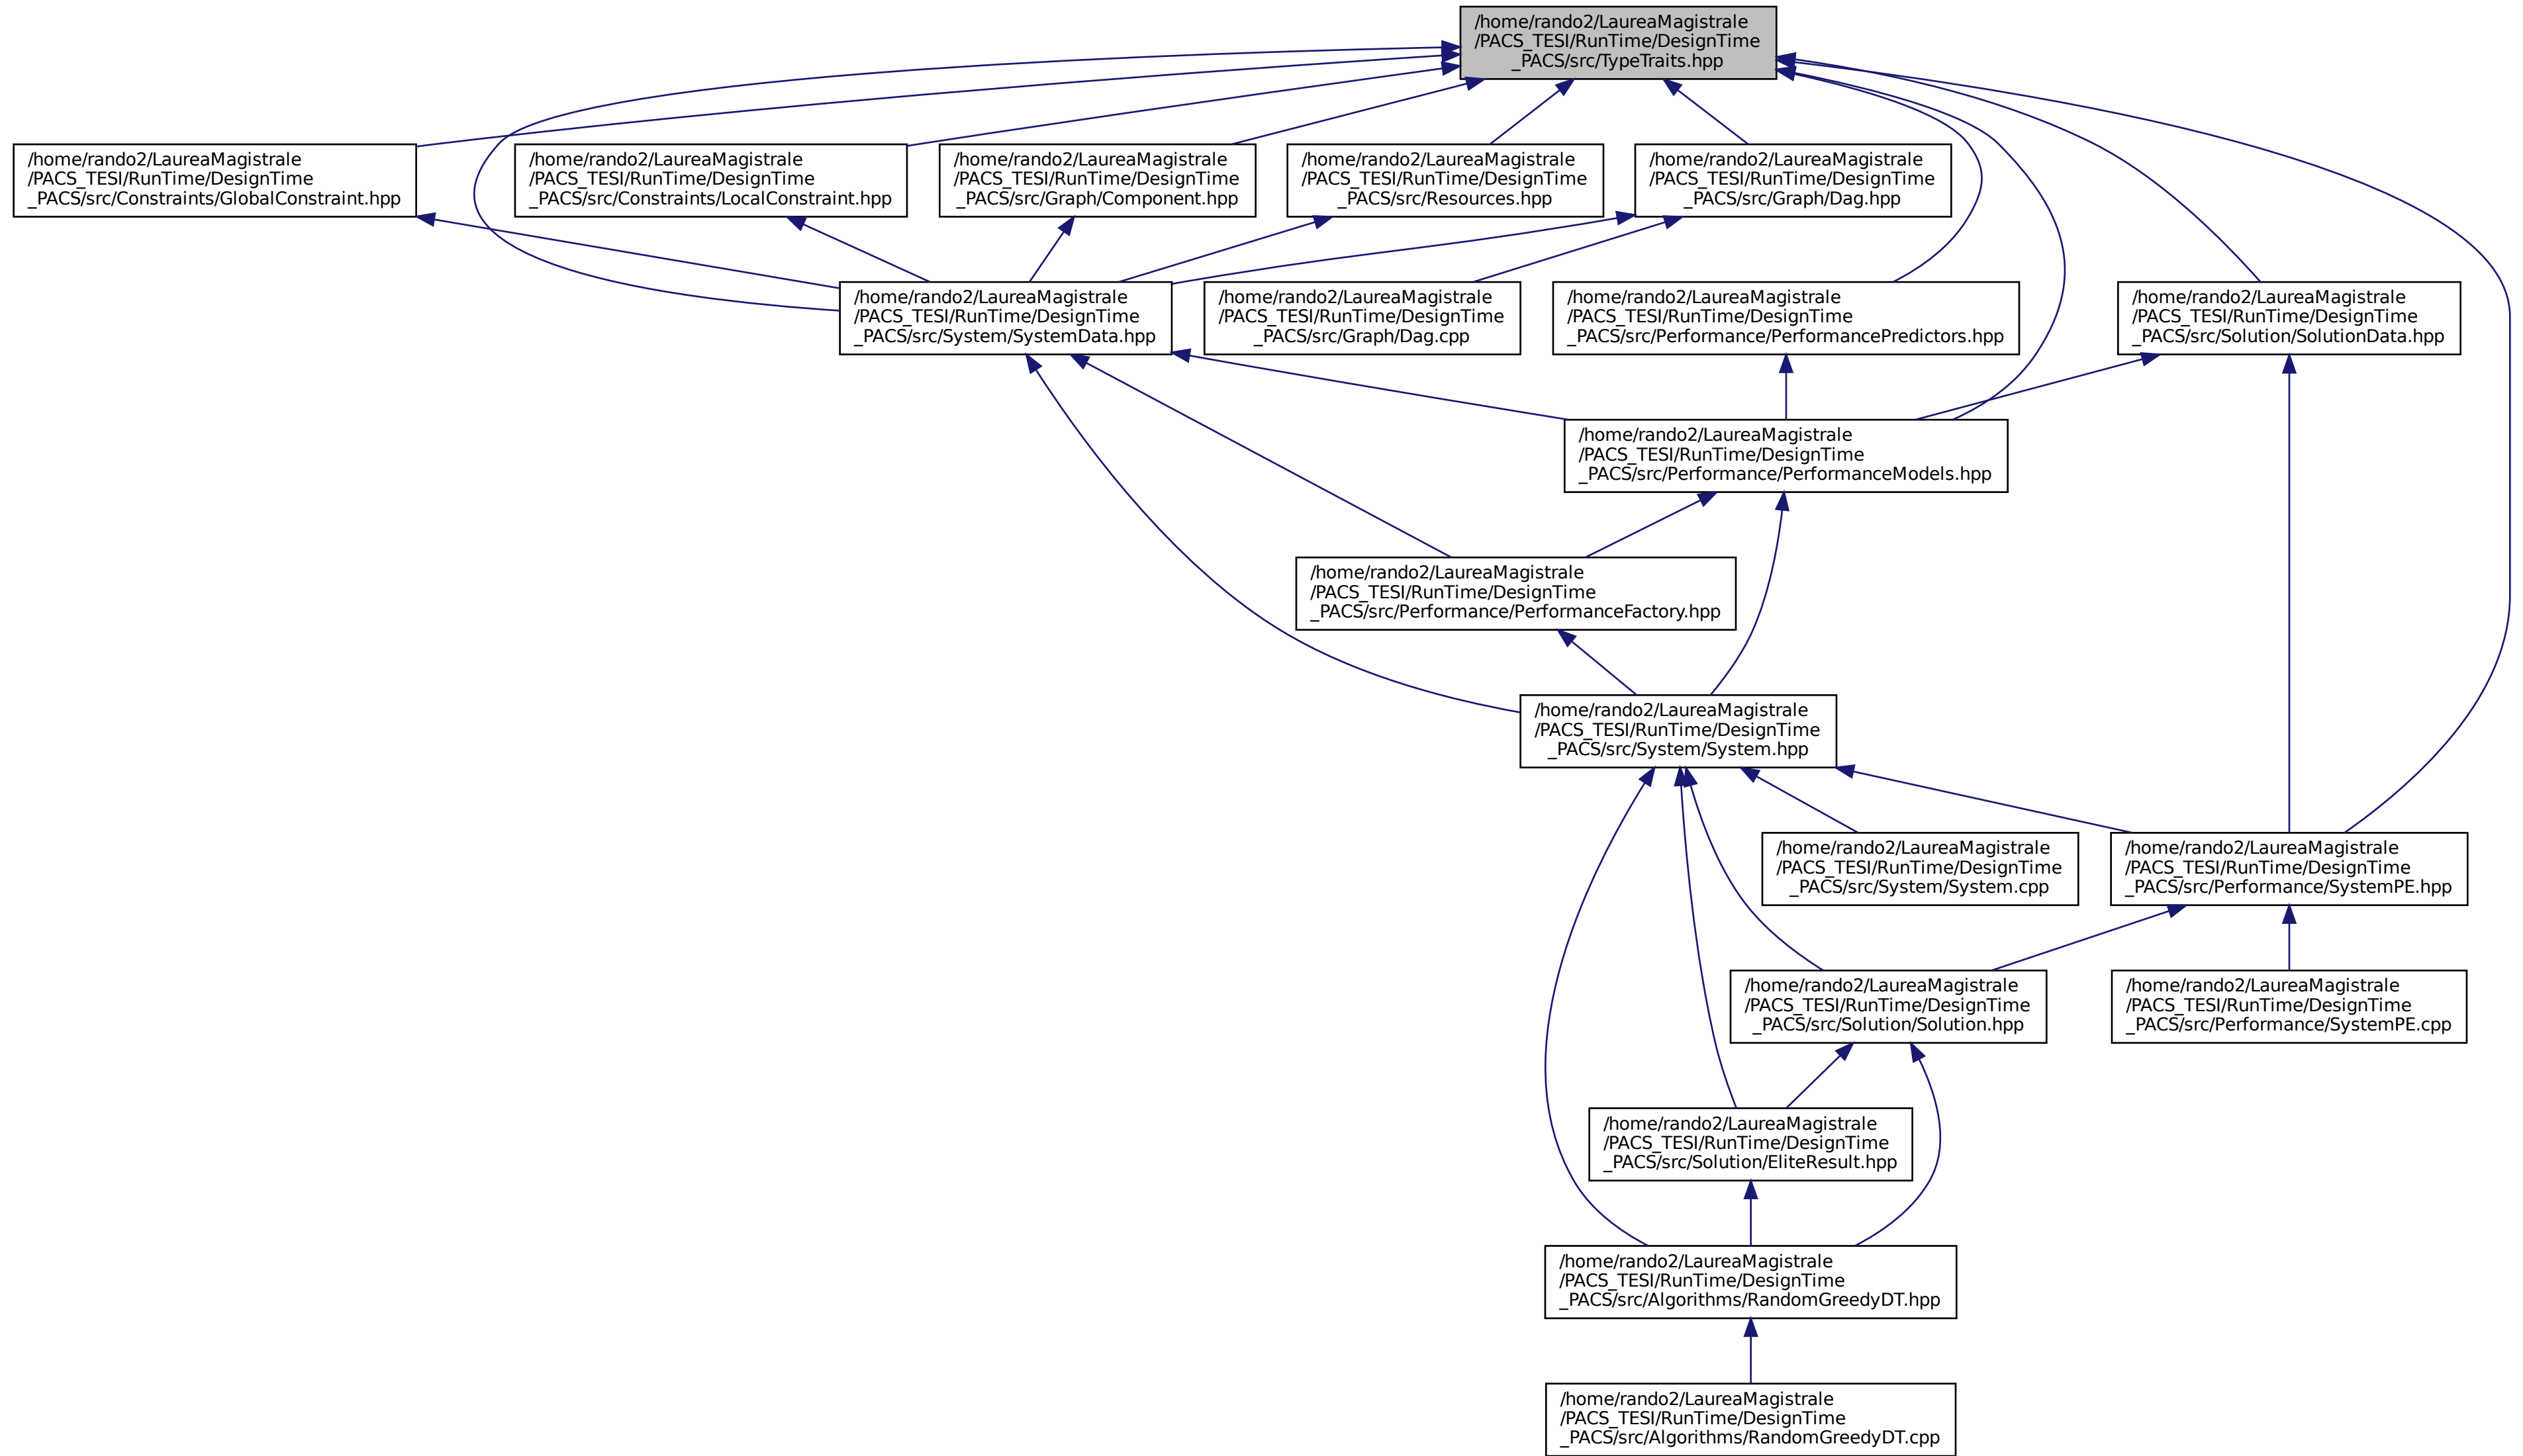 /home/rando2/LaureaMagistrale
/PACS_TESI/RunTime/DesignTime
_PACS/src/TypeTraits.hpp
/home/rando2/LaureaMagistrale
/PACS_TESI/RunTime/DesignTime
_PACS/src/Constraints/GlobalConstraint.hpp
/home/rando2/LaureaMagistrale
/PACS_TESI/RunTime/DesignTime
_PACS/src/Constraints/LocalConstraint.hpp
/home/rando2/LaureaMagistrale
/PACS_TESI/RunTime/DesignTime
_PACS/src/Graph/Component.hpp
/home/rando2/LaureaMagistrale
/PACS_TESI/RunTime/DesignTime
_PACS/src/Resources.hpp
/home/rando2/LaureaMagistrale
/PACS_TESI/RunTime/DesignTime
_PACS/src/Graph/Dag.hpp
/home/rando2/LaureaMagistrale
/PACS_TESI/RunTime/DesignTime
_PACS/src/System/SystemData.hpp
/home/rando2/LaureaMagistrale
/PACS_TESI/RunTime/DesignTime
_PACS/src/Graph/Dag.cpp
/home/rando2/LaureaMagistrale
/PACS_TESI/RunTime/DesignTime
_PACS/src/Performance/PerformancePredictors.hpp
/home/rando2/LaureaMagistrale
/PACS_TESI/RunTime/DesignTime
_PACS/src/Solution/SolutionData.hpp
/home/rando2/LaureaMagistrale
/PACS_TESI/RunTime/DesignTime
_PACS/src/Performance/PerformanceModels.hpp
/home/rando2/LaureaMagistrale
/PACS_TESI/RunTime/DesignTime
_PACS/src/Performance/PerformanceFactory.hpp
/home/rando2/LaureaMagistrale
/PACS_TESI/RunTime/DesignTime
_PACS/src/System/System.hpp
/home/rando2/LaureaMagistrale
/PACS_TESI/RunTime/DesignTime
_PACS/src/System/System.cpp
/home/rando2/LaureaMagistrale
/PACS_TESI/RunTime/DesignTime
_PACS/src/Performance/SystemPE.hpp
/home/rando2/LaureaMagistrale
/PACS_TESI/RunTime/DesignTime
_PACS/src/Solution/Solution.hpp
/home/rando2/LaureaMagistrale
/PACS_TESI/RunTime/DesignTime
_PACS/src/Performance/SystemPE.cpp
/home/rando2/LaureaMagistrale
/PACS_TESI/RunTime/DesignTime
_PACS/src/Solution/EliteResult.hpp
/home/rando2/LaureaMagistrale
/PACS_TESI/RunTime/DesignTime
_PACS/src/Algorithms/RandomGreedyDT.hpp
/home/rando2/LaureaMagistrale
/PACS_TESI/RunTime/DesignTime
_PACS/src/Algorithms/RandomGreedyDT.cpp